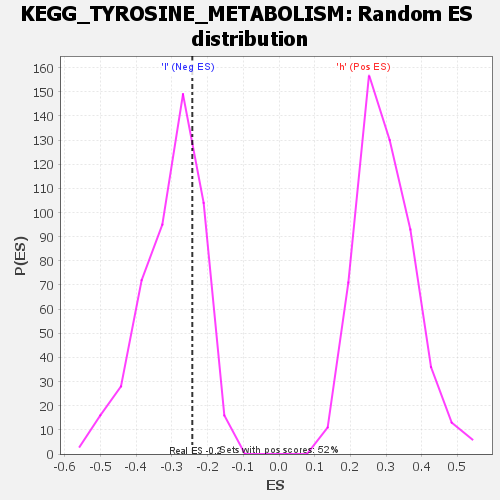 KEGG_TYROSINE_METABOLISM: Random ES
distribution
'l' (Neg ES)
'h' (Pos ES)
160
150
140
130
120
110
100
90
80
70
60
50
40
30
20
10
0
P(ES)
Real ES -0.2
Sets with pos scores: 52%
-0.6 -0.5 -0.4 -0.3 -0.2 -0.1 0.0 0.1 0.2 0.3 0.4 0.5
ES